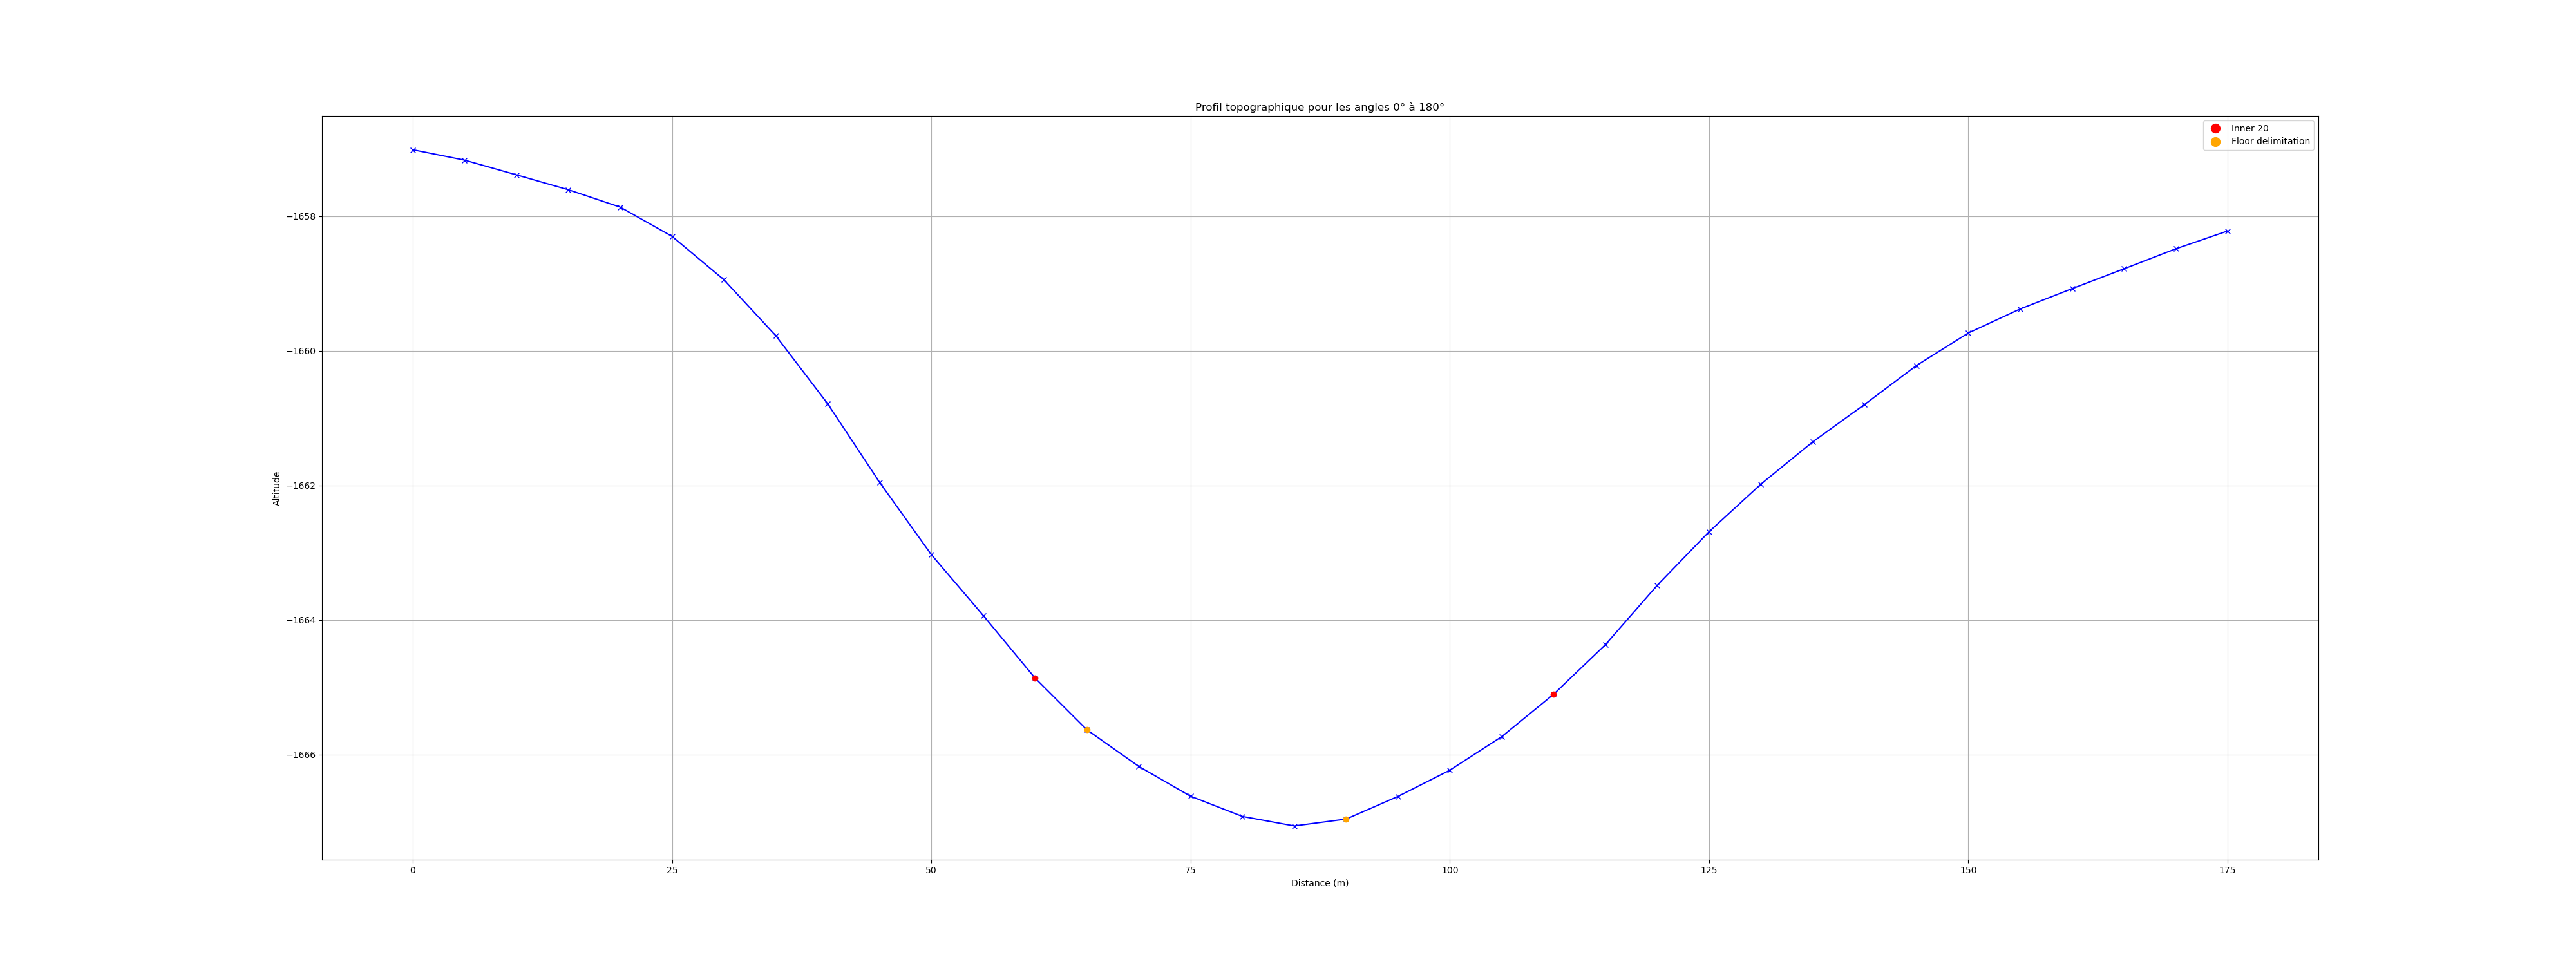 Profil topographique pour les angles 0° à 180°
Inner 20
Floor delimitation
Altitude
−1658
−1660
−1662
−1664
−1666
0 25 50 75 100 125 150 175
Distance (m)